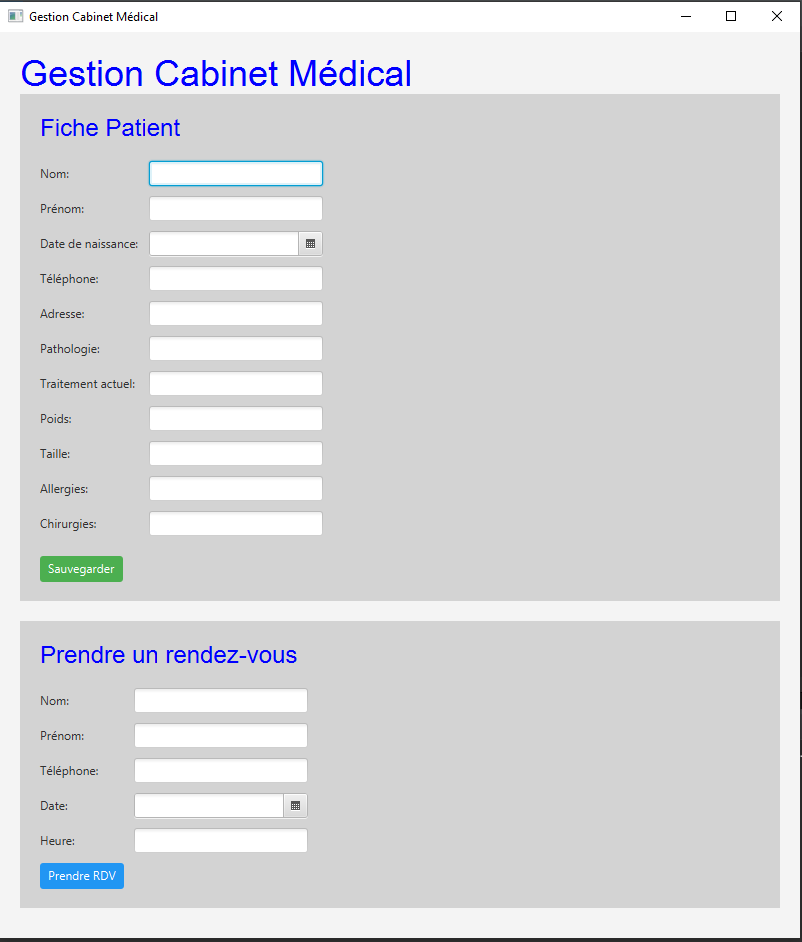 Gestion Cabinet Médical
Gestion Cabinet Médical
Fiche Patient
Nom:
Prénom:
Date de naissance:
Téléphone:
Adresse:
Pathologie:
Traitement actuel:
Poids:
Taille:
Allergies:
Chirurgies:
Sauvegarder
Prendre un rendez-vous
Nom:
Prénom:
Téléphone:
Date:
Heure:
Prendre RDV